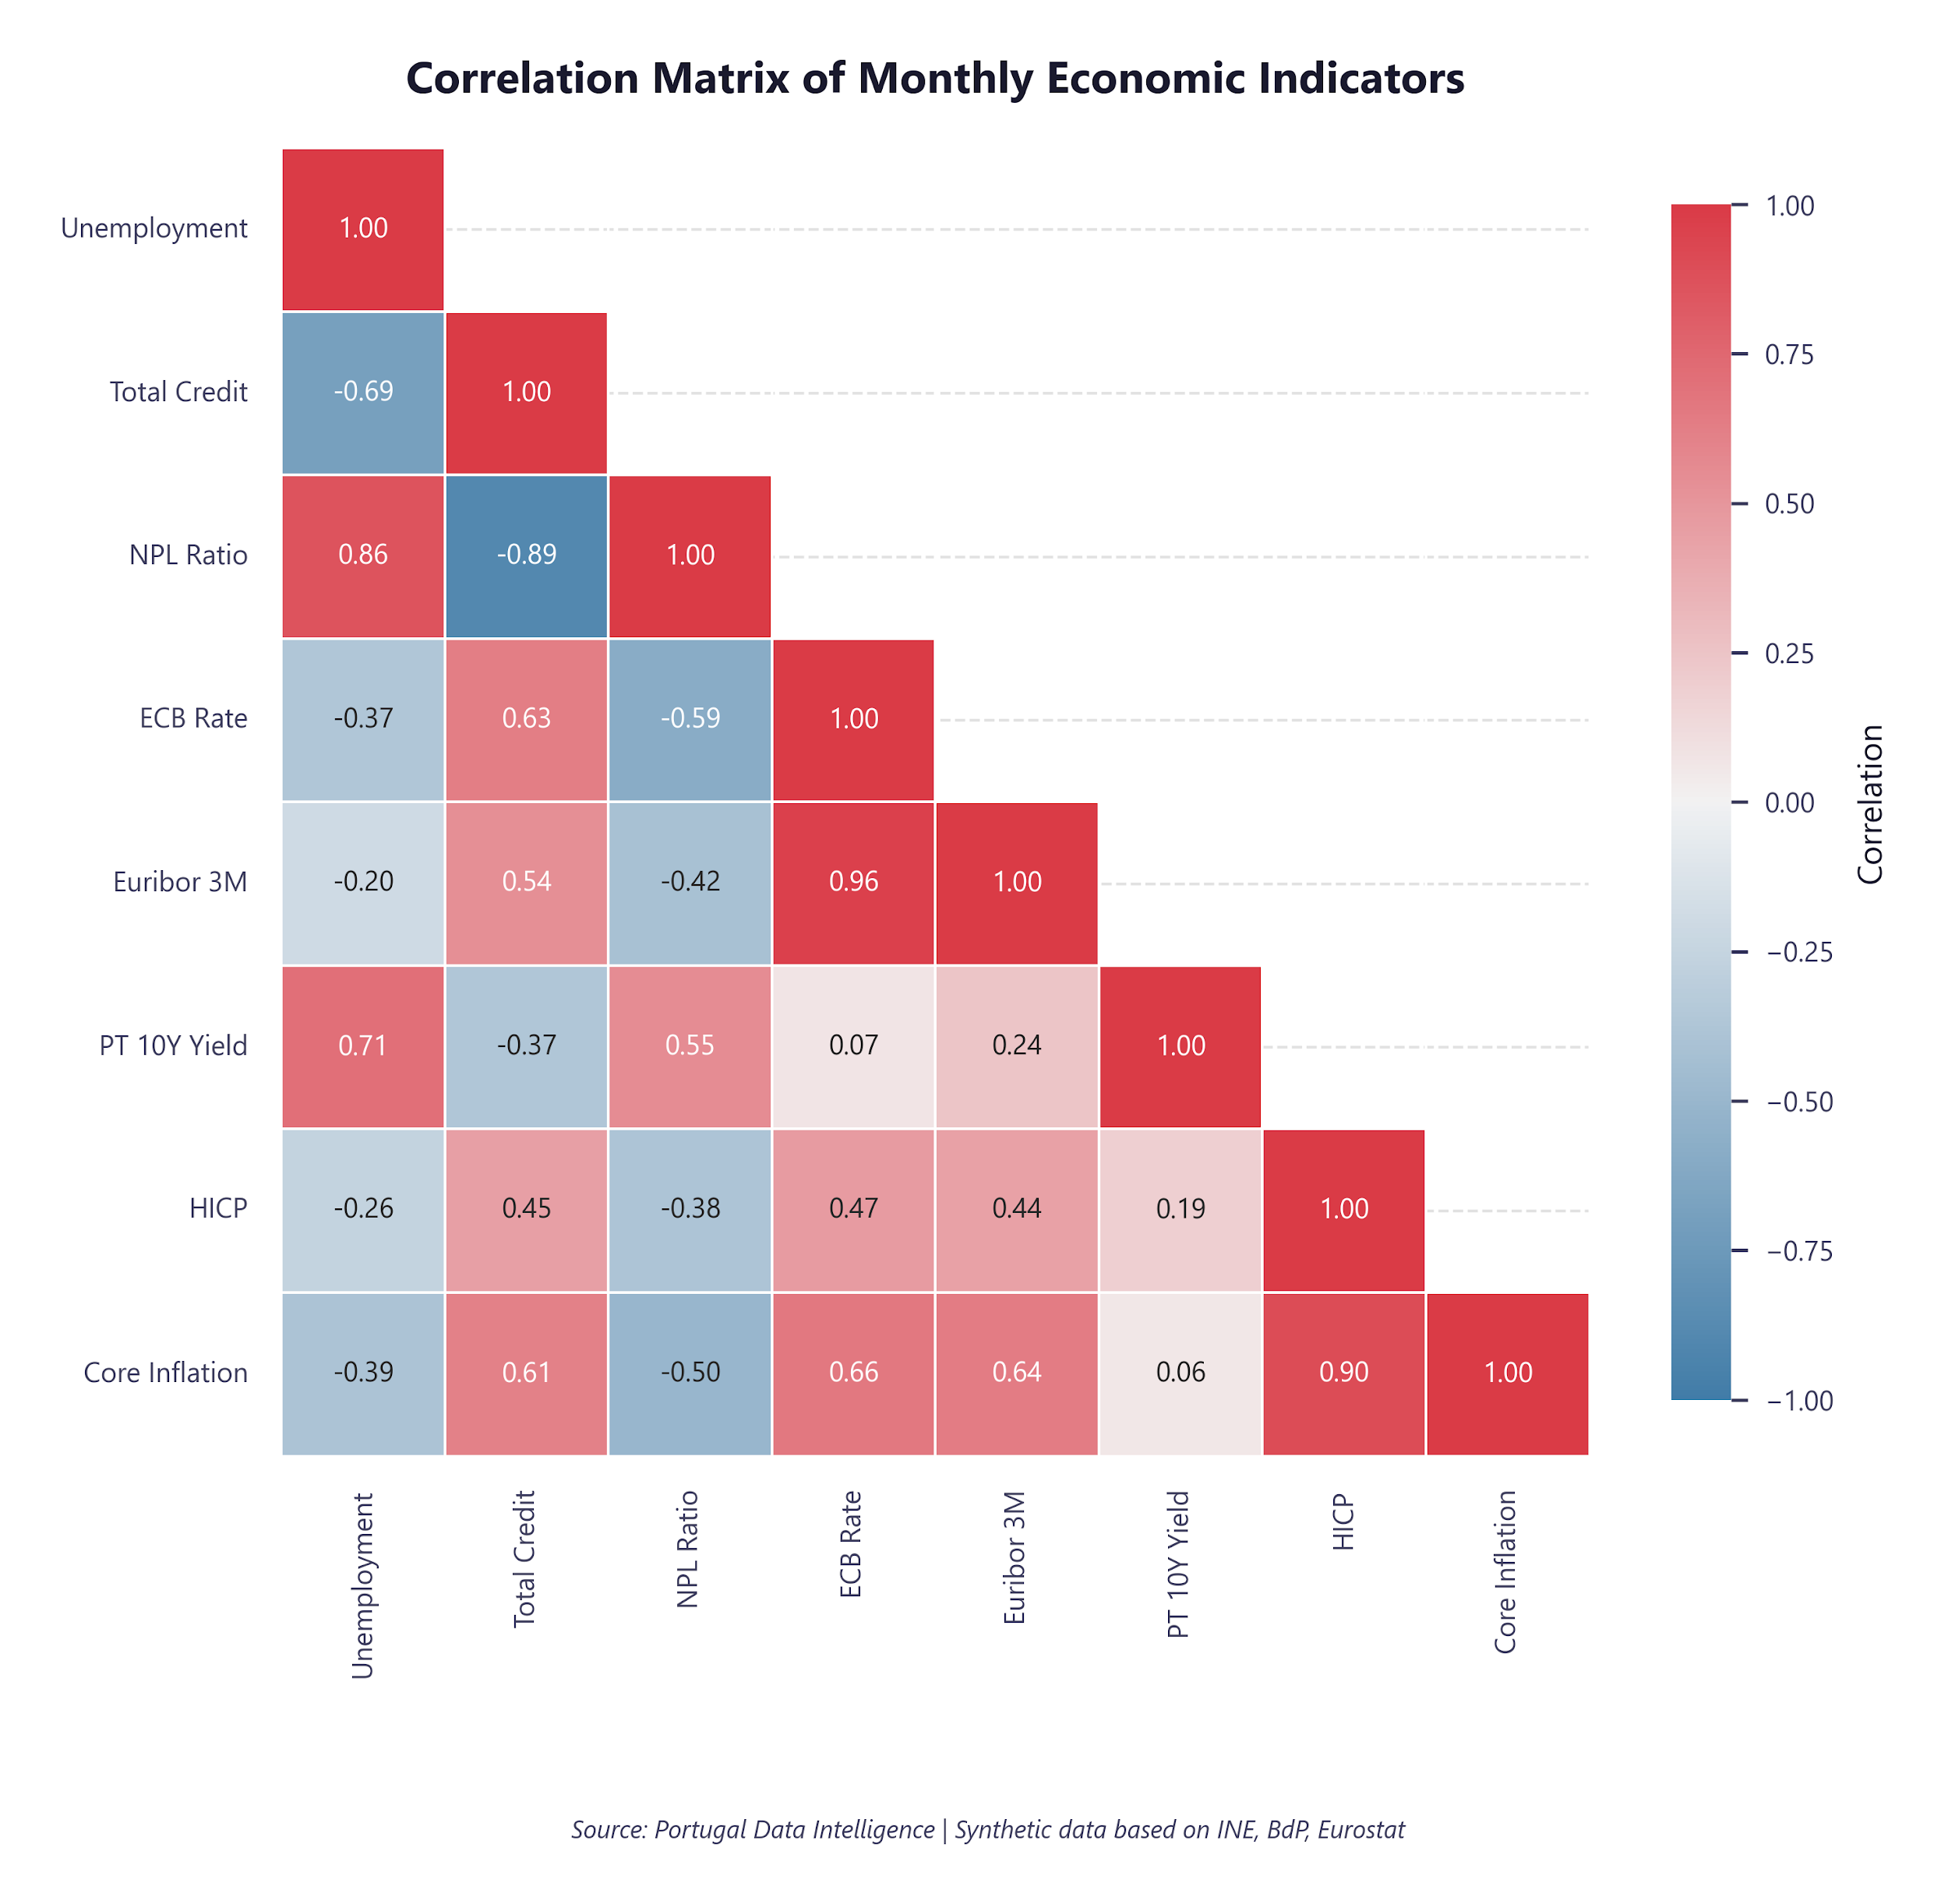 Correlation Matrix of Monthly Economic Indicators
Unemployment 1.00
Total Credit -0.69 1.00
NPL Ratio 0.86 -0.89 1.00
ECB Rate -0.37 0.63 -0.59 1.00
Euribor 3M -0.20 0.54 -0.42 0.96 1.00
PT 10Y Yield 0.71 -0.37 0.55 0.07 0.24 1.00
HICP -0.26 0.45 -0.38 0.47 0.44 0.19 1.00
Core Inflation -0.39 0.61 -0.50 0.66 0.64 0.06 0.90 1.00
Unemployment
Total Credit
NPL Ratio
ECB Rate
Euribor 3M
PT 10Y Yield
HICP
Core Inflation
1.00
0.75
0.50
0.25
0.00
−0.25
−0.50
−0.75
−1.00
Correlation
Source: Portugal Data Intelligence | Synthetic data based on INE, BdP, Eurostat